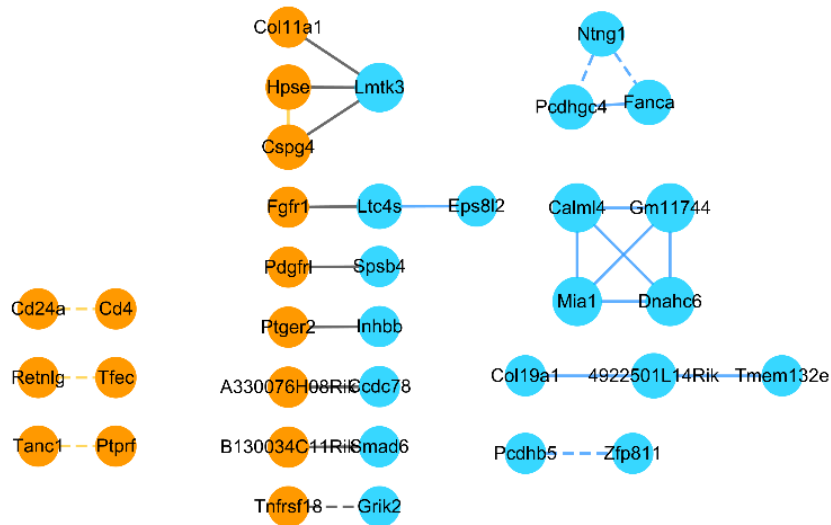 Col11a1
Hpse
Lmtk3
Cspg4
Fgfr1
Ltc4s
Eps8l2
Pdgfrl
Spsb4
Ptger2
Inhbb
A330076H08Rik
Ccdc78
B130034C11Rik
Smad6
Tnfrsf18
Grik2
Cd24a
Cd4
Retnlg
Tfec
Tanc1
Ptprf
Ntng1
Pcdhgc4
Fanca
Calml4
Gm11744
Mia1
Dnahc6
Col19a1
4922501L14Rik
Tmem132e
Pcdhb5
Zfp811